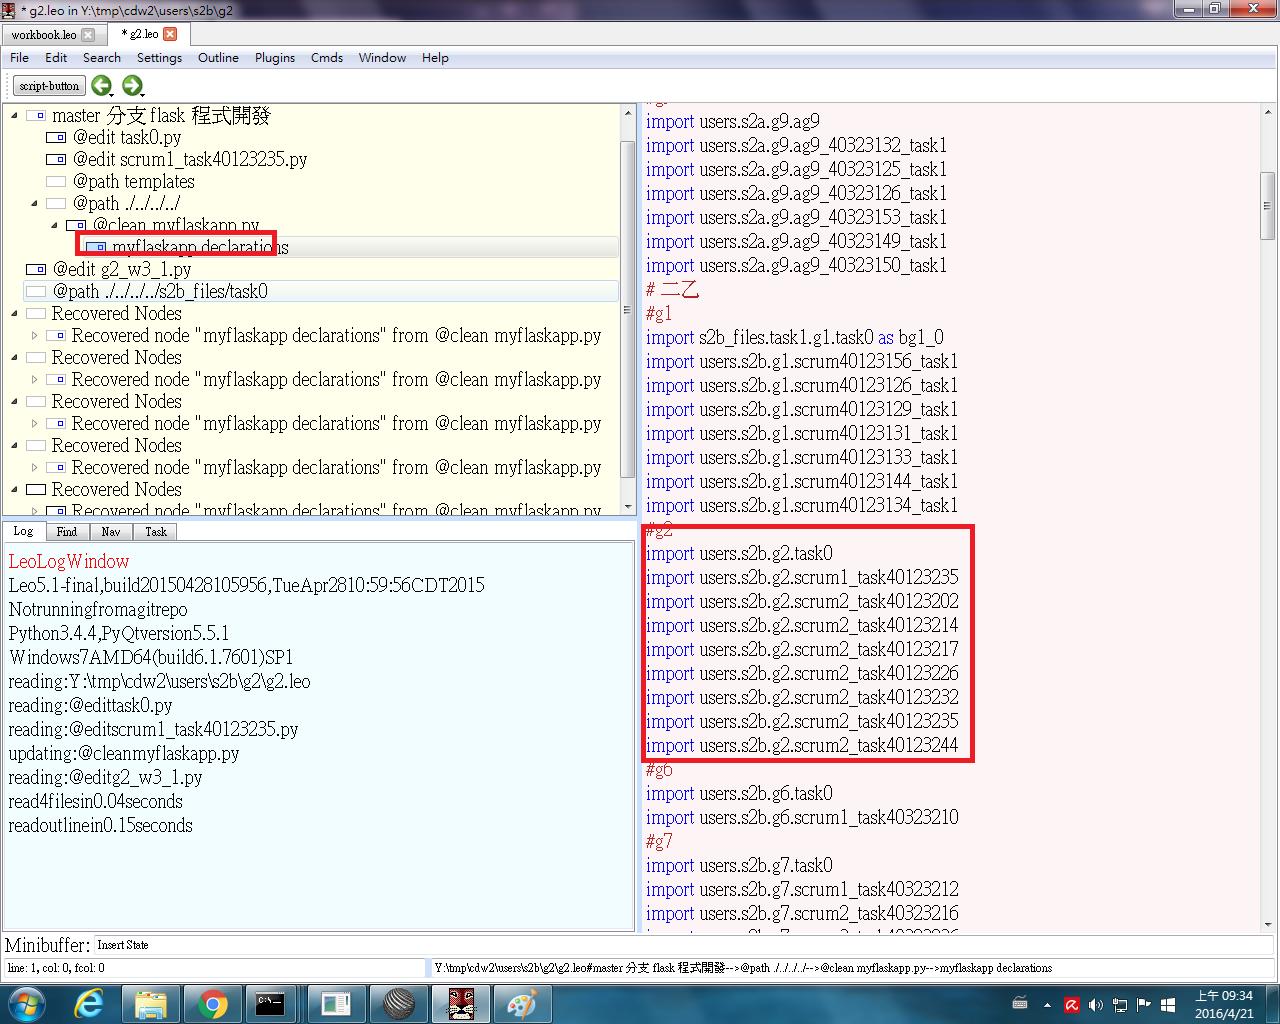 * g2.leo in Y:\tmp\cdw2\users\s2b\g2
workbook.leo
* g2.leo
File Edit Search Settings Outline Plugins Cmds Window Help
script-button
master 分支 flask 程式開發
@edit task0.py
@edit scrum1_task40123235.py
@path templates
@path ./../../../
@clean myflaskapp.py
myflaskapp declarations
@edit g2_w3_1.py
@path ./../../../s2b_files/task0
Recovered Nodes
Recovered node "myflaskapp declarations" from @clean myflaskapp.py
Recovered Nodes
Recovered node "myflaskapp declarations" from @clean myflaskapp.py
Recovered Nodes
Recovered node "myflaskapp declarations" from @clean myflaskapp.py
Recovered Nodes
Recovered node "myflaskapp declarations" from @clean myflaskapp.py
Recovered Nodes
Recovered node "myflaskapp declarations" from @clean myflaskapp.py
Log Find Nav Task
LeoLogWindow
Leo5.1-final,build20150428105956,TueApr2810:59:56CDT2015
Notrunningfromagitrepo
Python3.4.4,PyQtversion5.5.1
Windows7AMD64(build6.1.7601)SP1
reading:Y:\tmp\cdw2\users\s2b\g2\g2.leo
reading:@edittask0.py
reading:@editscrum1_task40123235.py
updating:@cleanmyflaskapp.py
reading:@editg2_w3_1.py
read4filesin0.04seconds
readoutlinein0.15seconds
import users.s2a.g9.ag9
import users.s2a.g9.ag9_40323132_task1
import users.s2a.g9.ag9_40323125_task1
import users.s2a.g9.ag9_40323126_task1
import users.s2a.g9.ag9_40323153_task1
import users.s2a.g9.ag9_40323149_task1
import users.s2a.g9.ag9_40323150_task1
# 二乙
#g1
import s2b_files.task1.g1.task0 as bg1_0
import users.s2b.g1.scrum40123156_task1
import users.s2b.g1.scrum40123126_task1
import users.s2b.g1.scrum40123129_task1
import users.s2b.g1.scrum40123131_task1
import users.s2b.g1.scrum40123133_task1
import users.s2b.g1.scrum40123144_task1
import users.s2b.g1.scrum40123134_task1
#g2
import users.s2b.g2.task0
import users.s2b.g2.scrum1_task40123235
import users.s2b.g2.scrum2_task40123202
import users.s2b.g2.scrum2_task40123214
import users.s2b.g2.scrum2_task40123217
import users.s2b.g2.scrum2_task40123226
import users.s2b.g2.scrum2_task40123232
import users.s2b.g2.scrum2_task40123235
import users.s2b.g2.scrum2_task40123244
#g6
import users.s2b.g6.task0
import users.s2b.g6.scrum1_task40323210
#g7
import users.s2b.g7.task0
import users.s2b.g7.scrum1_task40323212
import users.s2b.g7.scrum2_task40323216
Minibuffer: Insert State
line: 1, col: 0, fcol: 0
Y:\tmp\cdw2\users\s2b\g2\g2.leo#master 分支 flask 程式開發-->@path ./../../../-->@clean myflaskapp.py-->myflaskapp declarations
上午 09:34
2016/4/21